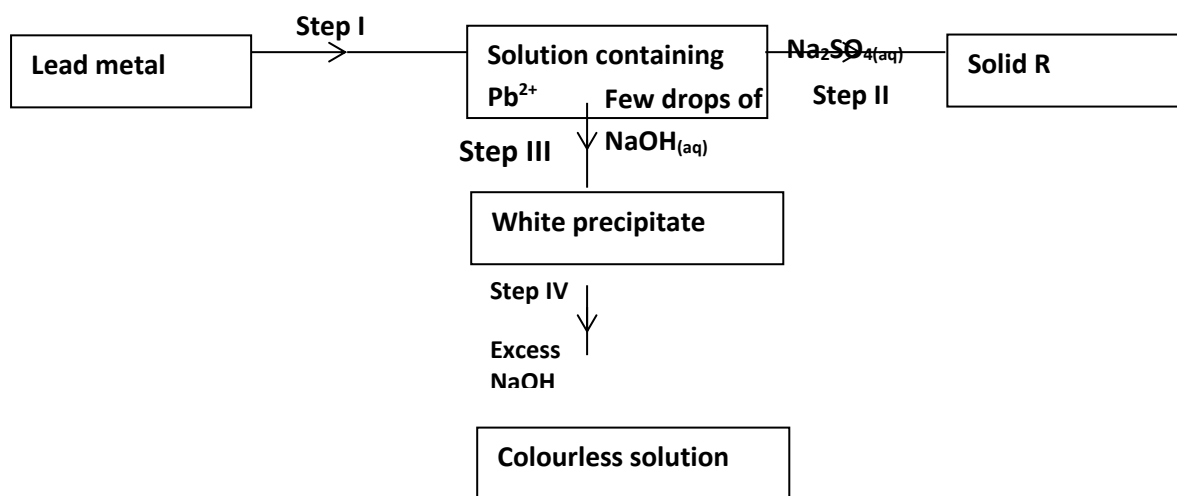 Step I
Lead metal
Solution containing
Pb²⁺
Na₂SO₄(aq)
Step II
Solid R
Few drops of
NaOH(aq)
Step III
White precipitate
Step IV
Excess
NaOH
Colourless solution